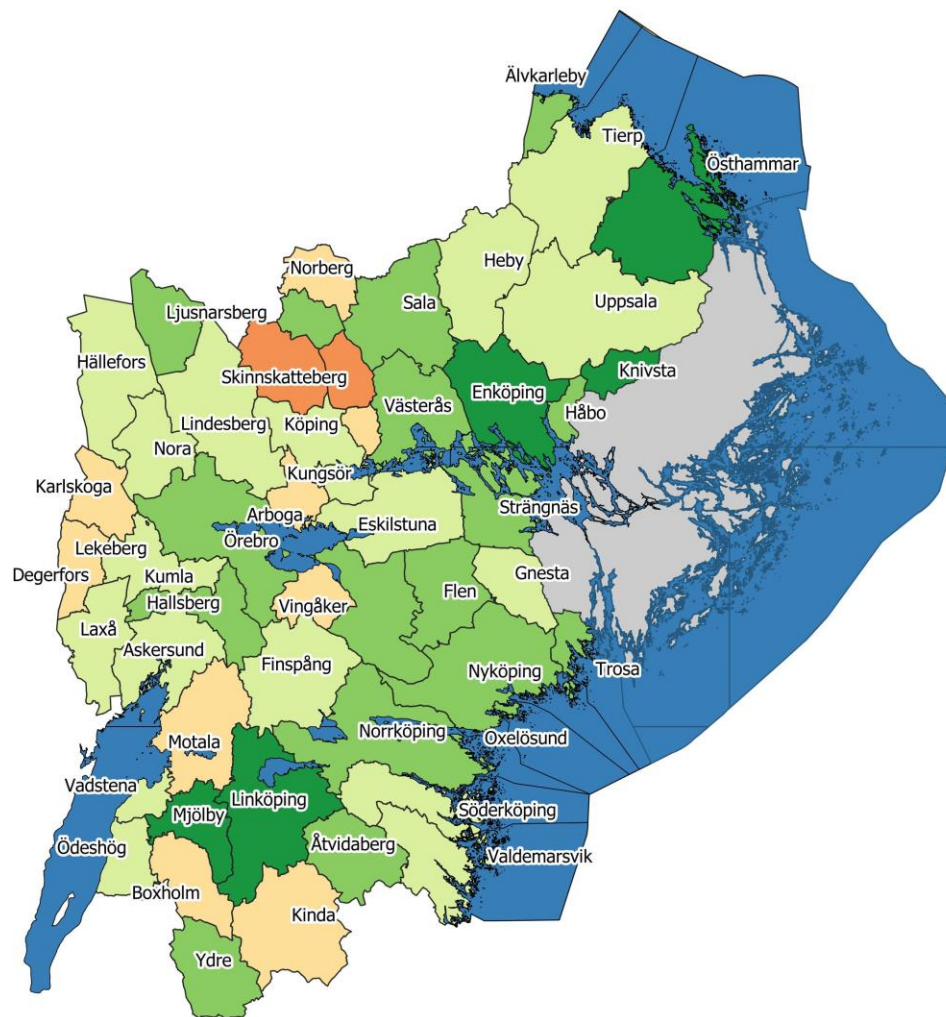 Älvkarleby
Tierp
Östhammar
Norberg
Heby
Sala
Ljusnarsberg
Uppsala
Hällefors
Skinnskatteberg
Knivsta
Enköping
Västerås
Håbo
Lindesberg
Köping
Nora
Kungsör
Karlskoga
Strängnäs
Arboga
Eskilstuna
Örebro
Lekeberg
Gnesta
Degerfors
Kumla
Flen
Hallsberg
Vingåker
Laxå
Askersund
Finspång
Nyköping
Trosa
Norrköping
Oxelösund
Motala
Vadstena
Linköping
Mjölby
Söderköping
Åtvidaberg
Ödeshög
Valdemarsvik
Boxholm
Kinda
Ydre